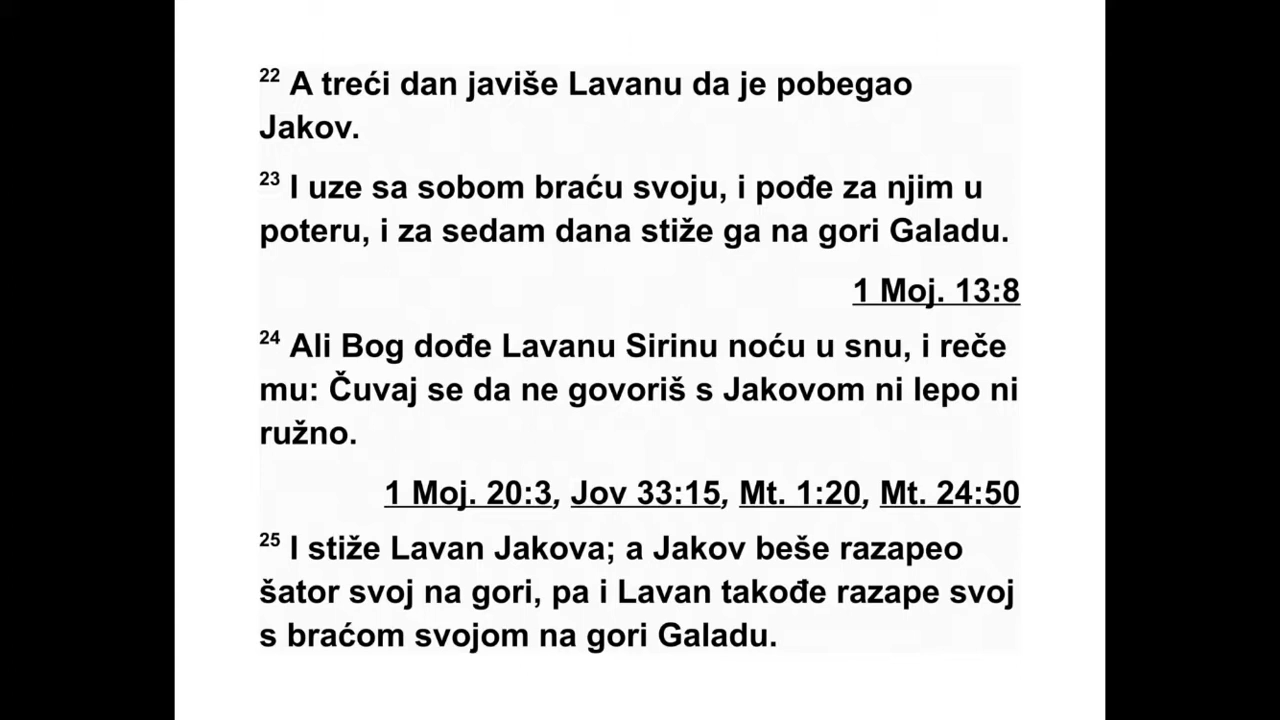 22 A treći dan javiše Lavanu da je pobegao
Jakov.
23 I uze sa sobom braću svoju, i pođe za njim u
poteru, i za sedam dana stiže ga na gori Galadu.
1 Moj. 13:8
24 Ali Bog dođe Lavanu Sirinu noću u snu, i reče
mu: Čuvaj se da ne govoriš s Jakovom ni lepo ni
ružno.
1 Moj. 20:3, Jov 33:15, Mt. 1:20, Mt. 24:50
25 I stiže Lavan Jakova; a Jakov beše razapeo
šator svoj na gori, pa i Lavan takođe razape svoj
s braćom svojom na gori Galadu.